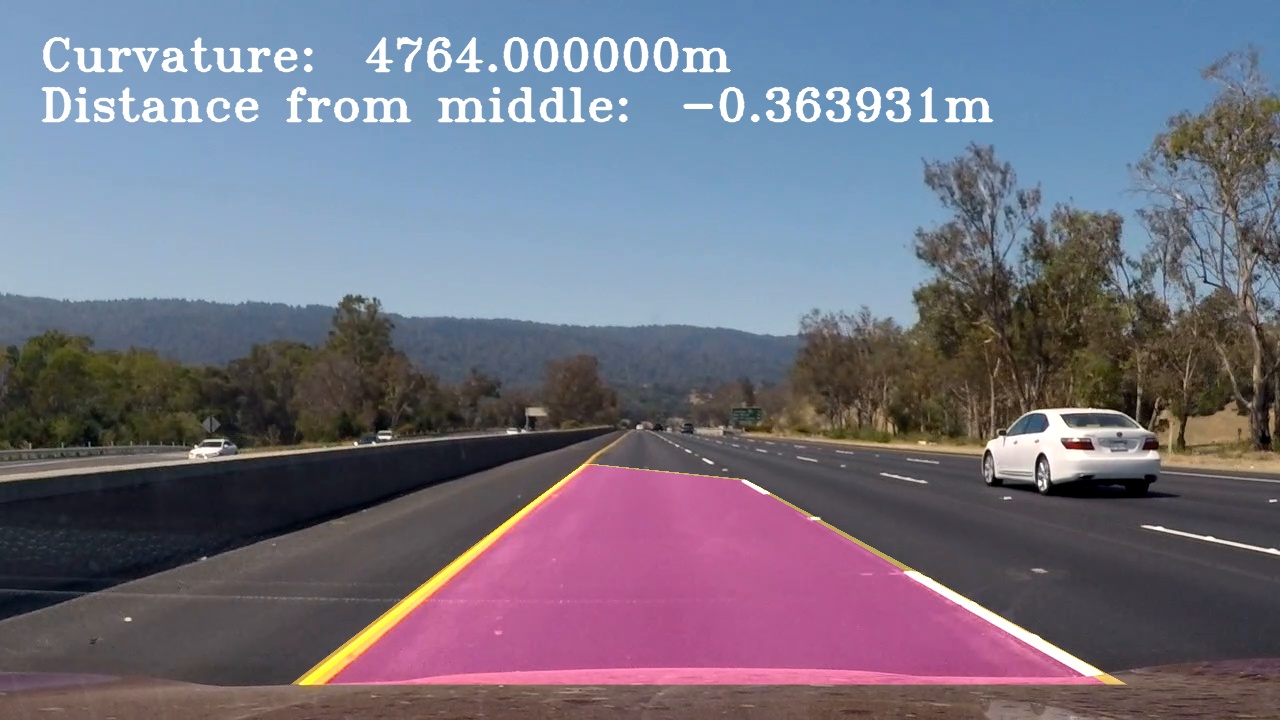 Curvature:  4764.000000m
Distance from middle:  −0.363931m